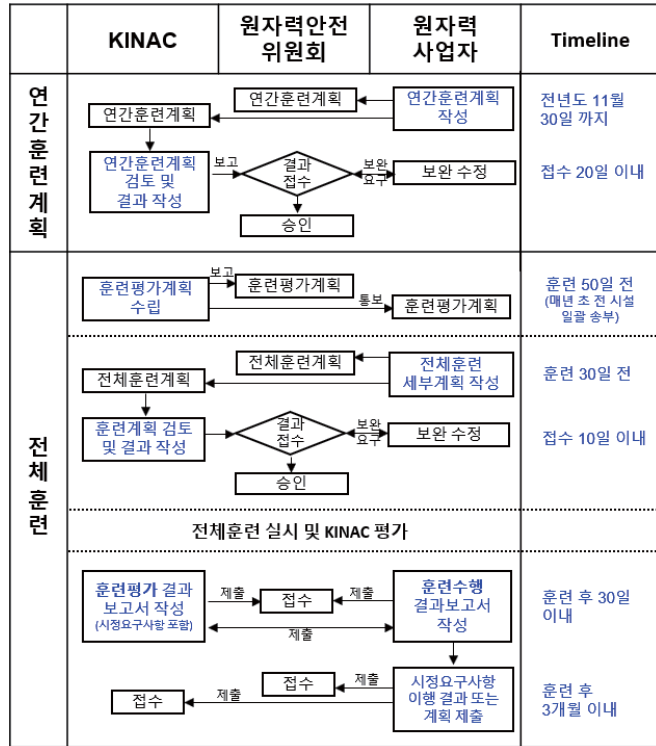 KINAC
원자력안전
위원회
원자력
사업자
Timeline
연간훈련계획
연간훈련계획
연간훈련계획
연간훈련계획
작성
전년도 11월
30일 까지
연간훈련계획
검토 및
결과 작성
보고
결과
접수
보완
요구
보완 수정
접수 20일 이내
승인
전체훈련
훈련평가계획
수립
보고
훈련평가계획
통보
훈련평가계획
훈련 50일 전
(매년 초 전 시설
일괄 송부)
전체훈련계획
전체훈련계획
전체훈련
세부계획 작성
훈련 30일 전
훈련계획 검토
및 결과 작성
결과
접수
보완
요구
보완 수정
접수 10일 이내
승인
전체훈련 실시 및 KINAC 평가
훈련평가 결과
보고서 작성
(시정요구사항 포함)
제출
접수
제출
제출
훈련수행
결과보고서
작성
훈련 후 30일
이내
접수
접수
제출
제출
시정요구사항
이행 결과 또는
계획 제출
훈련 후
3개월 이내